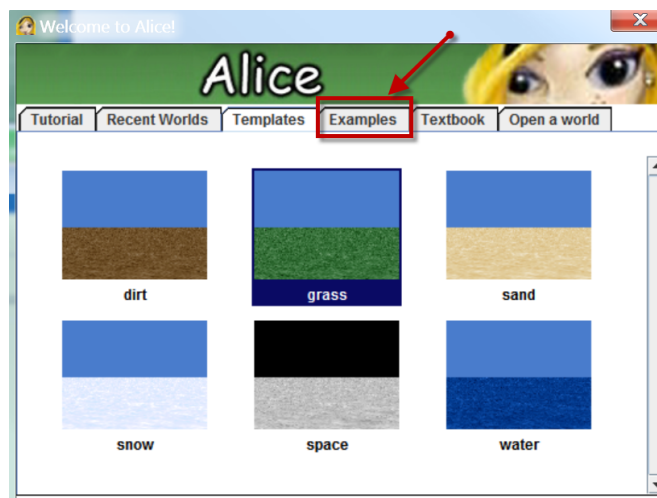 Welcome to Alice!
Alice
Tutorial Recent Worlds Templates Examples Textbook Open a world
dirt grass sand
snow space water